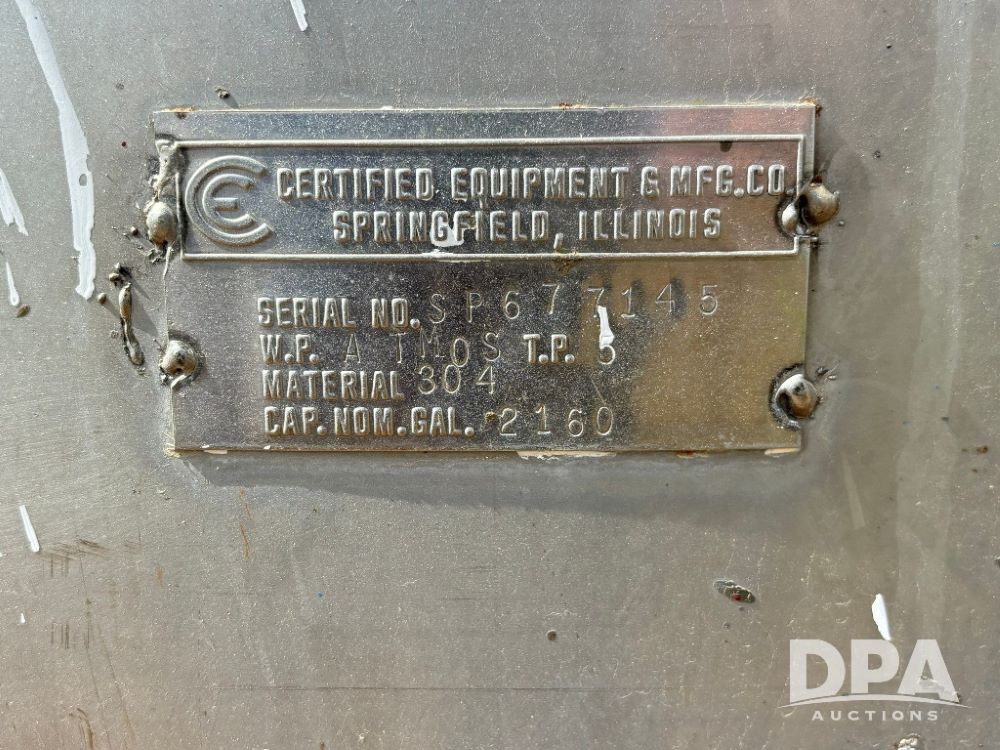 CE CERTIFIED EQUIPMENT & MFG.CO.
SPRINGFIELD, ILLINOIS
SERIAL NO. SP677145
W.P. ATMOS T.P. 5
MATERIAL 304
CAP. NOM. GAL. 2160
DPA
AUCTIONS